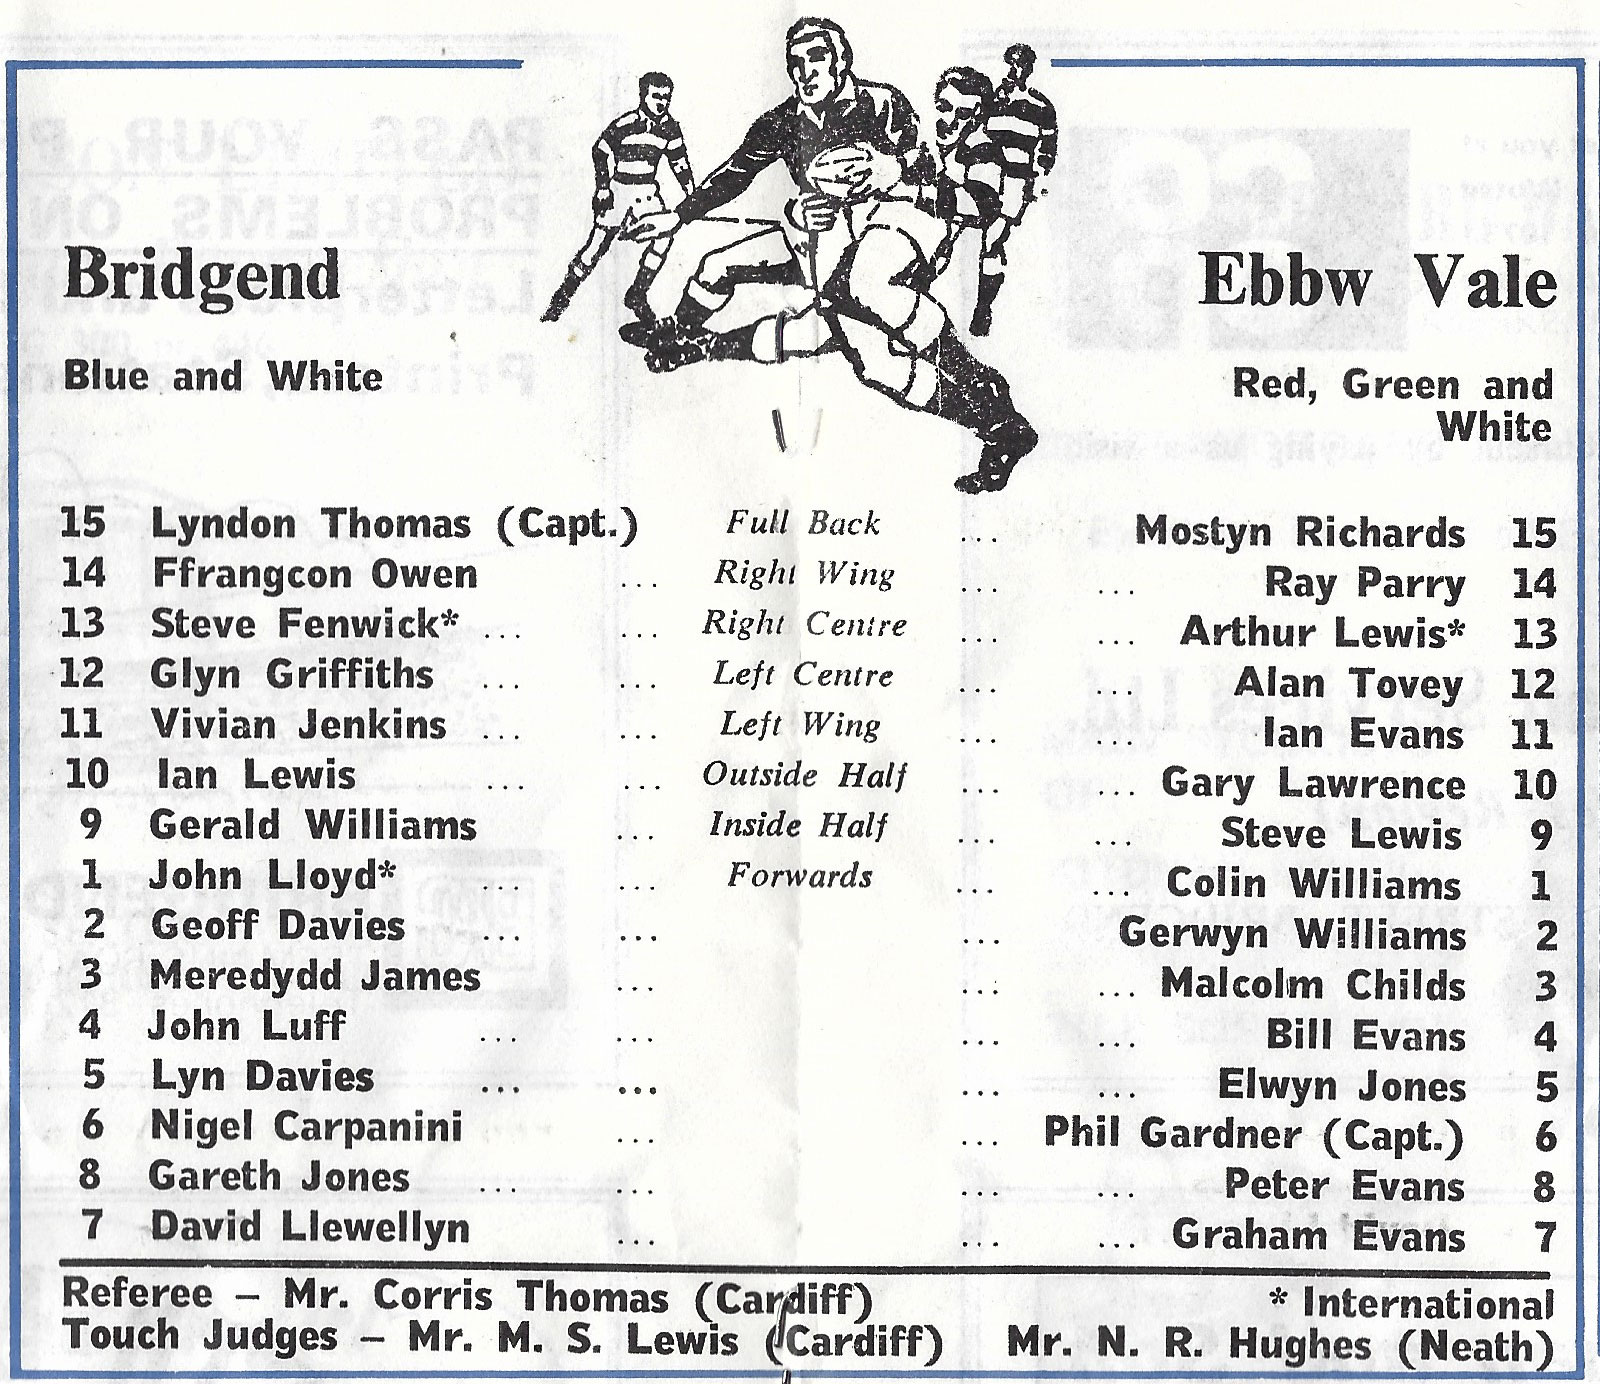 Bridgend
Ebbw Vale
Blue and White
Red, Green and
White
15 Lyndon Thomas (Capt.) Full Back ... Mostyn Richards 15
14 Ffrangcon Owen ... Right Wing ... ... Ray Parry 14
13 Steve Fenwick* ... ... Right Centre ... ... Arthur Lewis* 13
12 Glyn Griffiths ... ... Left Centre ... ... Alan Tovey 12
11 Vivian Jenkins ... ... Left Wing ... ... Ian Evans 11
10 Ian Lewis ... ... Outside Half ... ... Gary Lawrence 10
9 Gerald Williams ... Inside Half ... ... Steve Lewis 9
1 John Lloyd* ... ... Forwards ... ... Colin Williams 1
2 Geoff Davies ... ... ... Gerwyn Williams 2
3 Meredydd James ... ... ... Malcolm Childs 3
4 John Luff ... ... ... ... Bill Evans 4
5 Lyn Davies ... ... ... ... Elwyn Jones 5
6 Nigel Carpanini ... ... Phil Gardner (Capt.) 6
8 Gareth Jones ... ... ... ... Peter Evans 8
7 David Llewellyn ... ... ... Graham Evans 7
Referee – Mr. Corris Thomas (Cardiff) * International
Touch Judges – Mr. M. S. Lewis (Cardiff) Mr. N. R. Hughes (Neath)